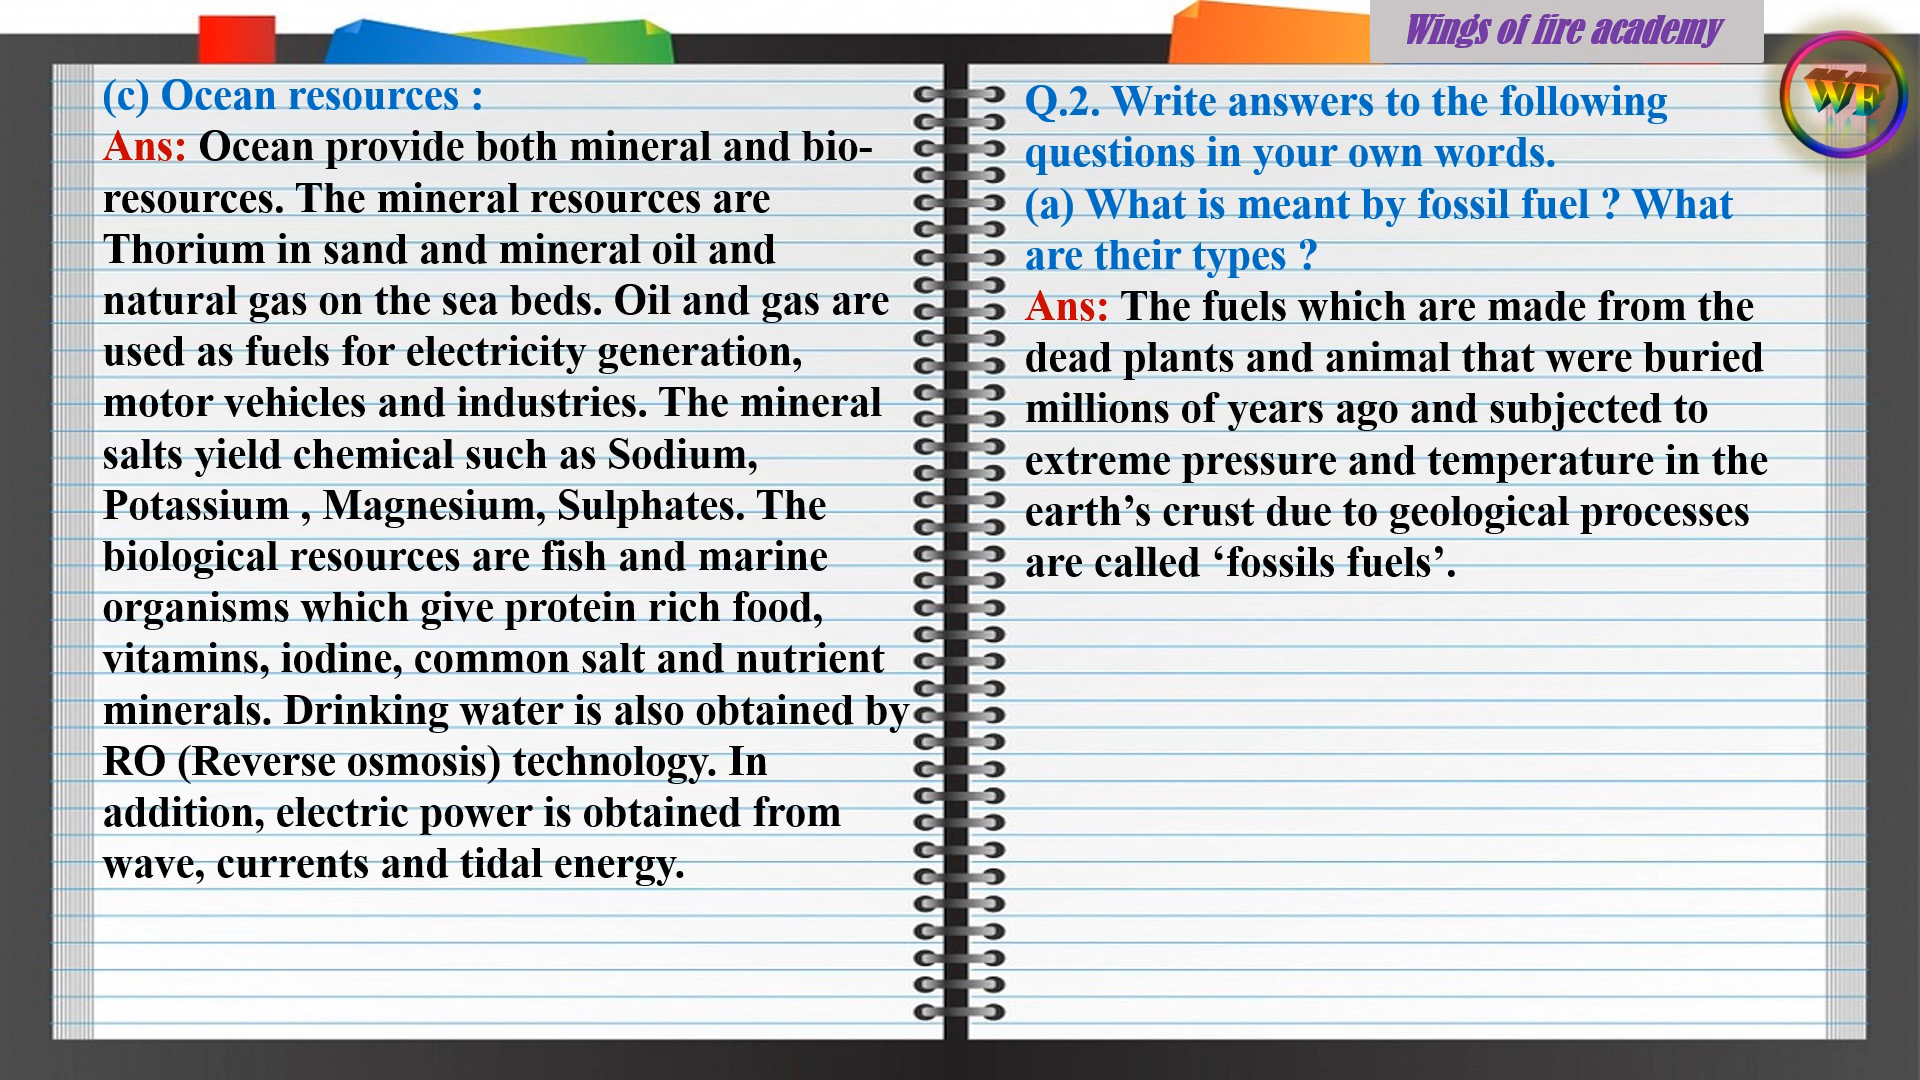 Wings of fire academy
WF
(c) Ocean resources :
Ans: Ocean provide both mineral and bio-
resources. The mineral resources are
Thorium in sand and mineral oil and
natural gas on the sea beds. Oil and gas are
used as fuels for electricity generation,
motor vehicles and industries. The mineral
salts yield chemical such as Sodium,
Potassium , Magnesium, Sulphates. The
biological resources are fish and marine
organisms which give protein rich food,
vitamins, iodine, common salt and nutrient
minerals. Drinking water is also obtained by
RO (Reverse osmosis) technology. In
addition, electric power is obtained from
wave, currents and tidal energy.
Q.2. Write answers to the following
questions in your own words.
(a) What is meant by fossil fuel ? What
are their types ?
Ans: The fuels which are made from the
dead plants and animal that were buried
millions of years ago and subjected to
extreme pressure and temperature in the
earth’s crust due to geological processes
are called ‘fossils fuels’.